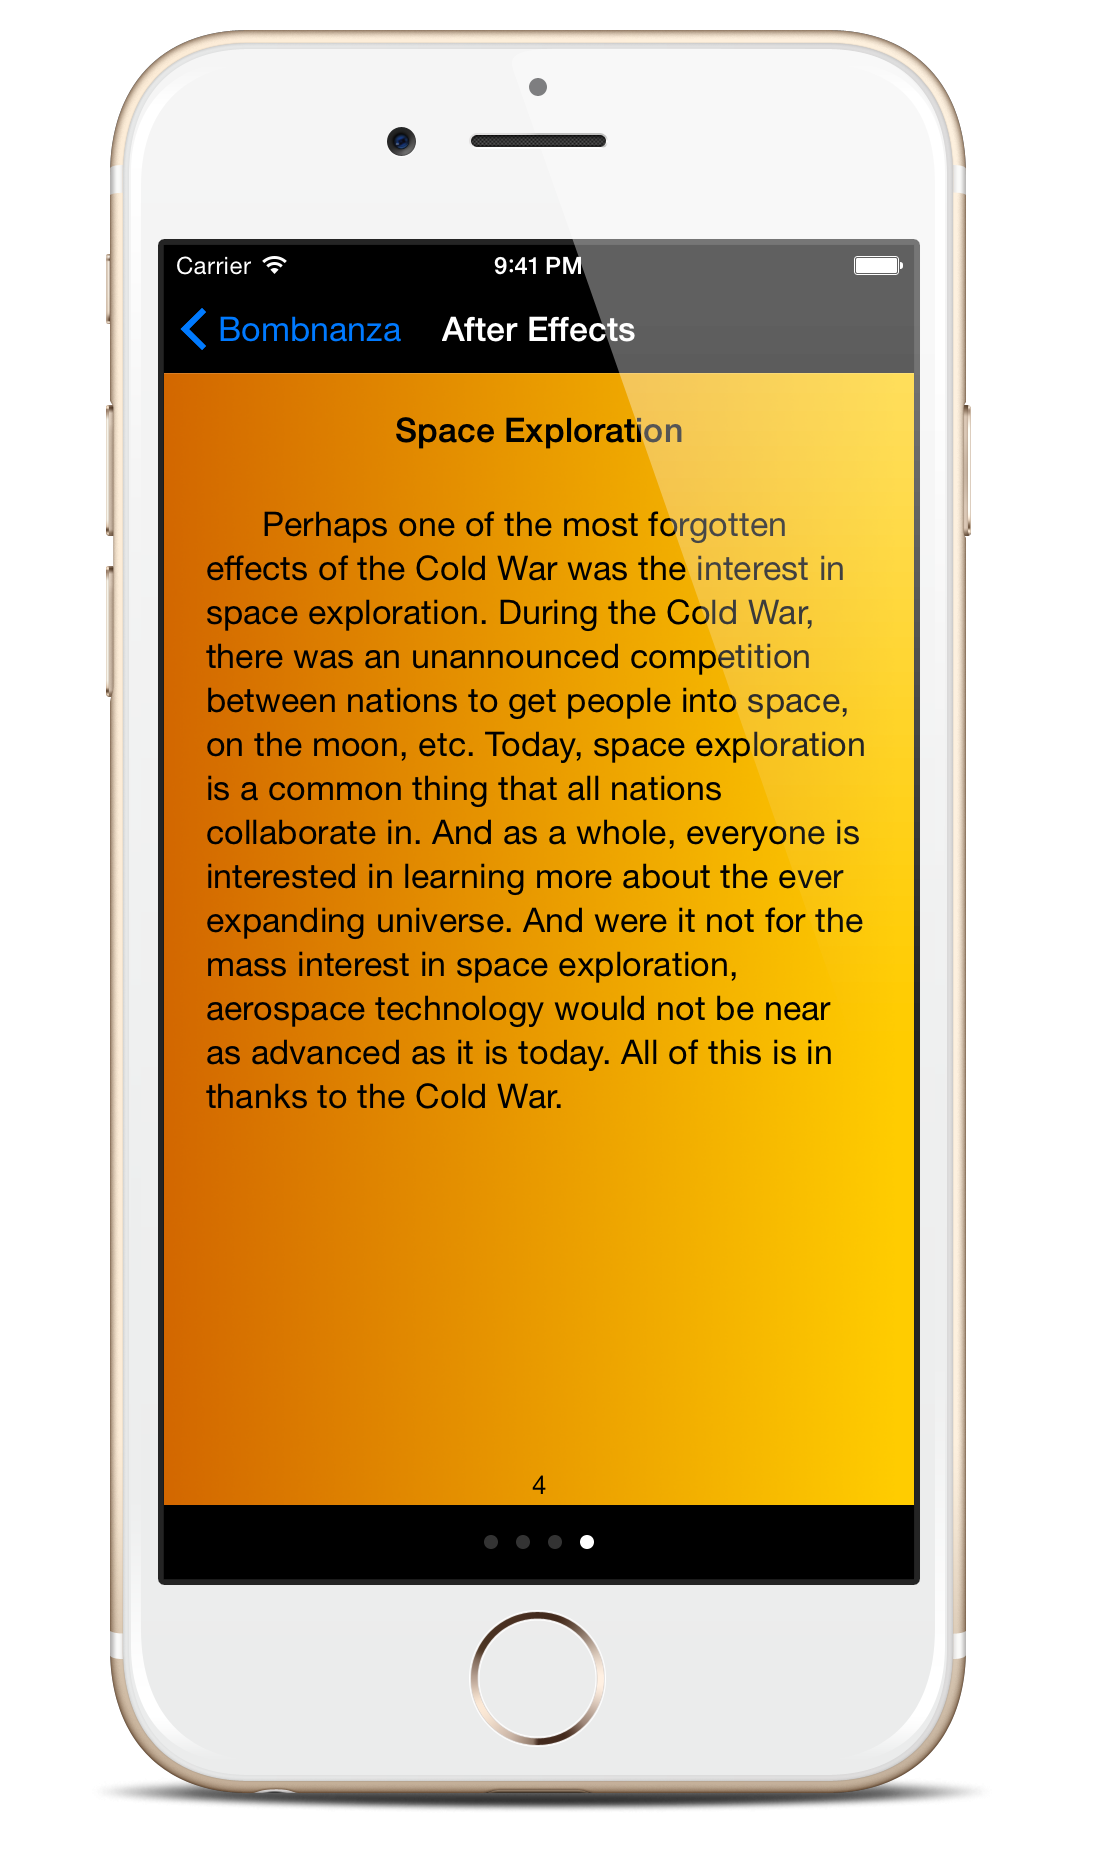 Carrier 9:41 PM
Bombnanza After Effects
Space Exploration
Perhaps one of the most forgotten
effects of the Cold War was the interest in
space exploration. During the Cold War,
there was an unannounced competition
between nations to get people into space,
on the moon, etc. Today, space exploration
is a common thing that all nations
collaborate in. And as a whole, everyone is
interested in learning more about the ever
expanding universe. And were it not for the
mass interest in space exploration,
aerospace technology would not be near
as advanced as it is today. All of this is in
thanks to the Cold War.
4